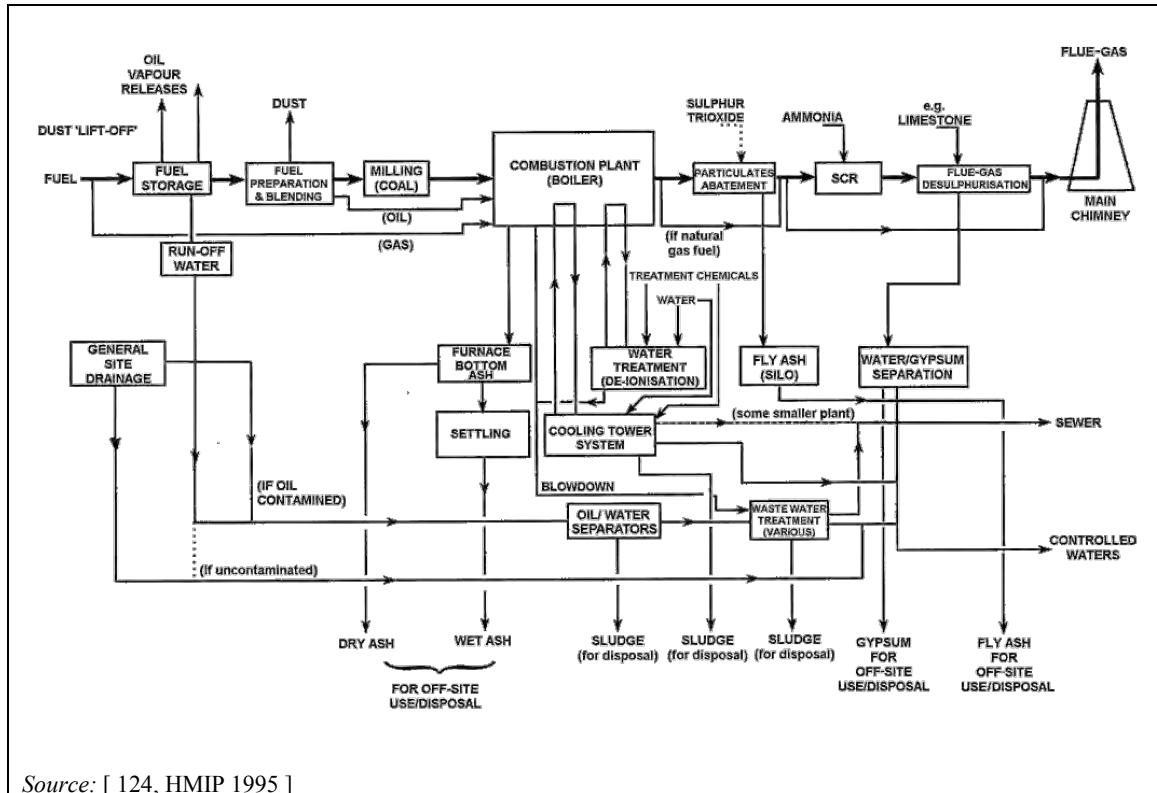 OIL
VAPOUR
RELEASES
DUST 'LIFT-OFF'
DUST
SULPHUR
TRIOXIDE
AMMONIA
e.g.
LIMESTONE
FLUE-GAS
FUEL
FUEL
STORAGE
FUEL
PREPARATION
& BLENDING
MILLING
(COAL)
COMBUSTION PLANT
(BOILER)
PARTICULATES
ABATEMENT
SCR
FLUE-GAS
DESULPHURISATION
MAIN
CHIMNEY
(OIL)
(GAS)
(if natural
gas fuel)
RUN-OFF
WATER
TREATMENT CHEMICALS
WATER
GENERAL
SITE
DRAINAGE
FURNACE
BOTTOM
ASH
WATER
TREATMENT
(DE-IONISATION)
FLY ASH
(SILO)
WATER/GYPSUM
SEPARATION
SETTLING
COOLING TOWER
SYSTEM
(some smaller plant)
SEWER
(IF OIL
CONTAMINED)
BLOWDOWN
OIL/ WATER
SEPARATORS
WASTE WATER
TREATMENT
(VARIOUS)
CONTROLLED
WATERS
(if uncontaminated)
DRY ASH
WET ASH
FOR OFF-SITE
USE/DISPOSAL
SLUDGE
(for disposal)
SLUDGE
(for disposal)
SLUDGE
(for disposal)
GYPSUM
FOR
OFF-SITE
USE/DISPOSAL
FLY ASH
FOR
OFF-SITE
USE/DISPOSAL
Source: [ 124, HMIP 1995 ]